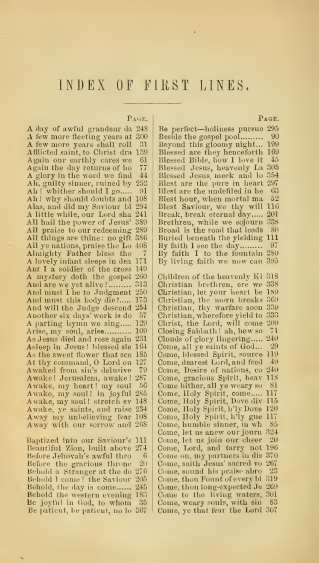 INDEX OF FIRST LINES.
PAGE.
A day of awful grandeur da 248
A few more fleeting years at 300
A few more years shall roll 31
Afflicted saint, to Christ dra 139
Again our earthly cares we 61
Again the day returns of ho 77
A glory in the word we find 44
Ah, guilty sinner, ruined by 252
Ah! whither should I go..... 91
Ah! why should doubts and 108
Alas, and did my Saviour bl 294
A little while, our Lord sha 241
All hail the power of Jesus' 380
All praise to our redeeming 289
All things are thine: no gift 386
All ye nations, praise the Lo 408
Almighty Father bless the 7
A lovely infant sleeps in dea 171
Am I a soldier of the cross 149
A mystery doth the gospel 260
And are we yet alive? ....... 313
And must I be to Judgment 250
And must this body die?..... 173
And will the Judge descend 254
Another six days' work is do 57
A parting hymn we sing.... 129
Arise, my soul, arise........ 160
As Jesus died and rose again 233
Asleep in Jesus! blessed sle 164
As the sweet flower that sce 185
At thy command, O Lord on 127
Awaked from sin's delusive 79
Awake! Jerusalem, awake! 287
Awake, my heart! my soul 56
Awake, my soul! in joyful 285
Awake, my soul! stretch ev 148
Awake, ye saints, and raise 234
Away my unbelieving fear 108
Away with our sorrow and 268
Baptized into our Saviour's 111
Beautiful Zion, built above 274
Before Jehovah's awful thro 6
Before the gracious throne 20
Behold a Stranger at the do 276
Behold I come! the Saviour 205
Behold, the day is come...... 245
Behold the western evening 183
Be joyful in God, to whom 35
Be patient, be patient, no lo 367
PAGE.
Be perfect—holiness pursue 295
Beside the gospel pool......... 90
Beyond this gloomy night... 199
Blessed are they henceforth 169
Blessed Bible, how I love it 45
Blessed Jesus, heavenly La 305
Blessed Jesus, meek and lo 354
Blest are the pure in heart 297
Blest are the undefiled in he 63
Blest hour, when mortal ma 52
Blest Saviour, we thy will 116
Break, break eternal day..... 201
Brethren, while we sojourn 338
Broad is the road that leads 80
Buried beneath the yielding 111
By faith I see the day......... 97
By faith I to the fountain 280
By living faith we now can 395
Children of the heavenly Ki 318
Christian brethren, ere we 338
Christian, let your heart be 189
Christian, the morn breaks 369
Christian, thy warfare soon 339
Christian, wherefore yield to 333
Christ, the Lord, will come 209
Closing Sabbath! ah, how so 71
Clouds of glory lingering..... 240
Come, all ye saints of God... 29
Come, blessed Spirit, source 119
Come, dearest Lord, and feed 49
Come, Desire of nations, co 240
Come, gracious Spirit, heav 118
Come hither, all ye weary so 81
Come, Holy Spirit, come..... 117
Come, Holy Spirit, Dove div 115
Come, Holy Spirit, h'ly Dove 120
Come, Holy Spirit, h'ly gue 117
Come, humble sinner, in wh 85
Come, let us anew our journ 324
Come, let us join our cheer 20
Come, Lord, and tarry not 196
Come on, my partners in dis 370
Come, saith Jesus' sacred vo 267
Come, sound his praise abro 23
Come, thou Fount of every bl 319
Come, thou long-expected Je 269
Come to the living waters, 301
Come, weary souls, with sin 83
Come, ye that fear the Lord 367